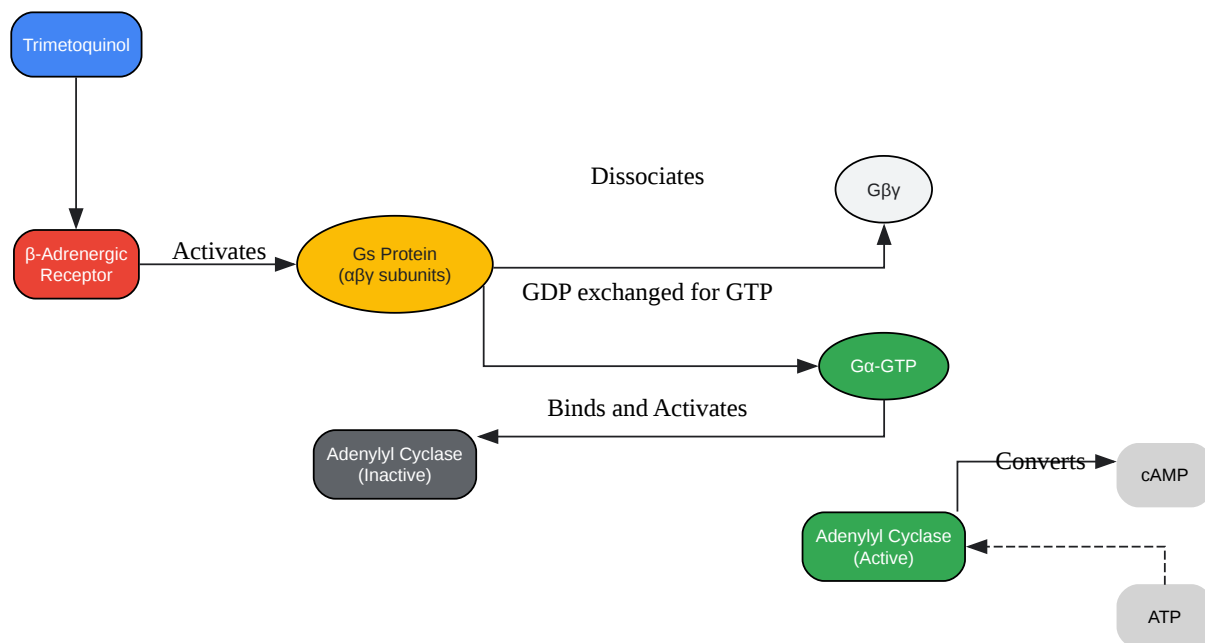 Trimetoquinol
Dissociates
Gβγ
β-Adrenergic
Receptor
Activates
Gs Protein
(αβγ subunits)
GDP exchanged for GTP
Gα-GTP
Binds and Activates
Adenylyl Cyclase
(Inactive)
Converts
cAMP
Adenylyl Cyclase
(Active)
ATP